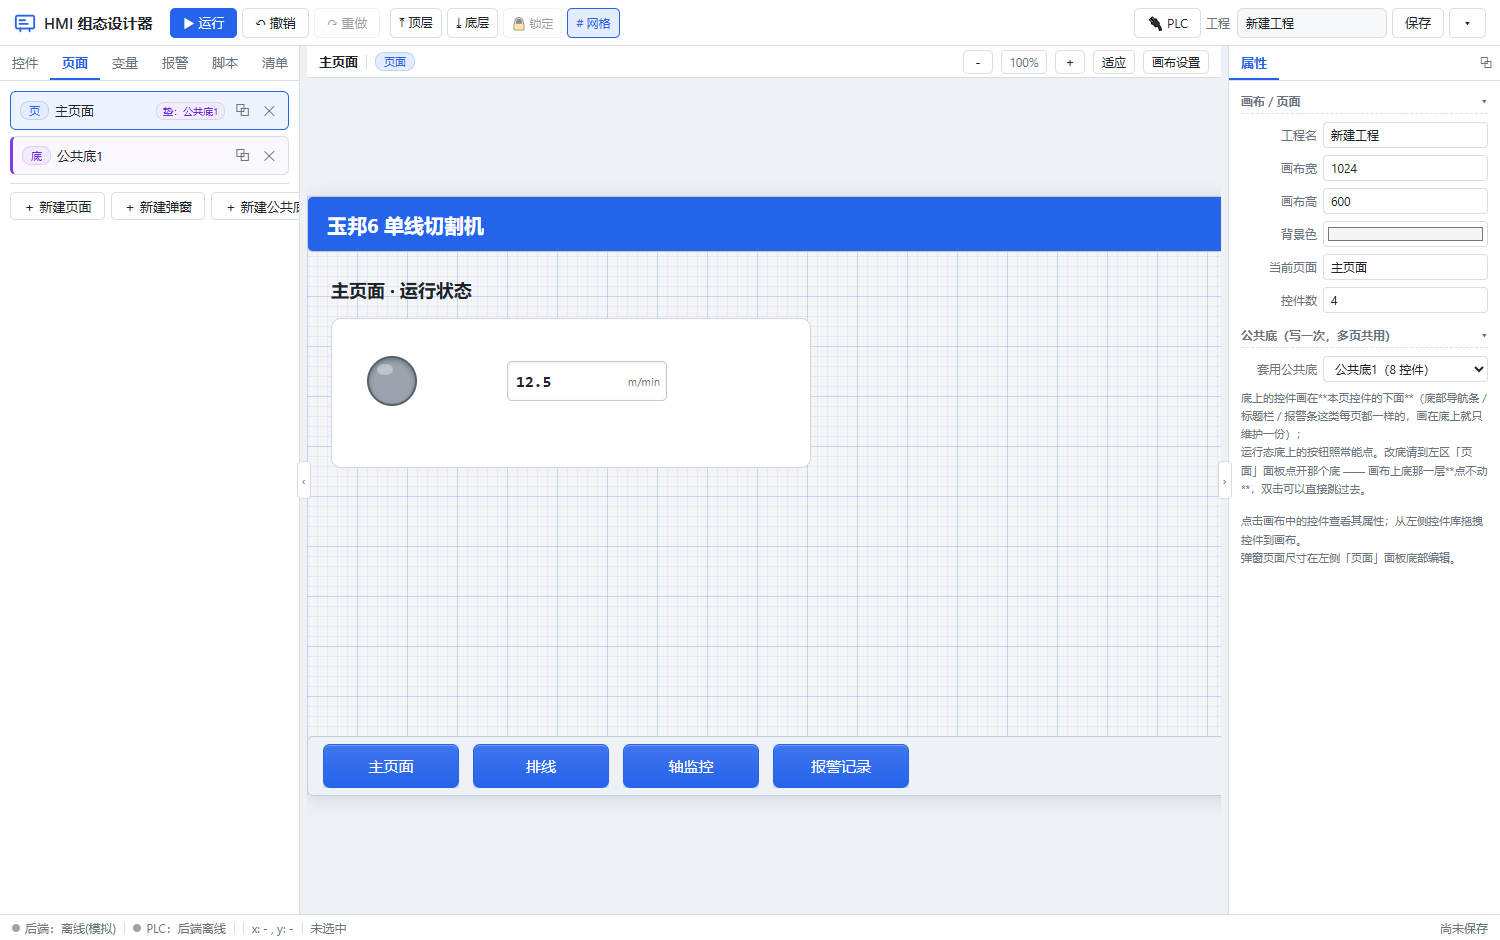 HMI 组态设计器
▶ 运行
撤销
重做
顶层
底层
锁定
# 网格
PLC
工程
新建工程
保存
控件
页面
变量
报警
脚本
清单
页
主页面
垫：公共底1
底
公共底1
+ 新建页面
+ 新建弹窗
+ 新建公共底
主页面
页面
-
100%
+
适应
画布设置
玉邦6 单线切割机
主页面 · 运行状态
12.5
m/min
主页面
排线
轴监控
报警记录
属性
画布 / 页面
工程名
新建工程
画布宽
1024
画布高
600
背景色
当前页面
主页面
控件数
4
公共底（写一次，多页共用）
套用公共底
公共底1（8 控件）
底上的控件画在**本页控件的下面**（底部导航条 /
标题栏 / 报警条这类每页都一样的，画在底上就只
维护一份）；
运行态底上的按钮照常能点。改底请到左区「页
面」面板点开那个底 —— 画布上底那一层**点不动
**，双击可以直接跳过去。
点击画布中的控件查看其属性；从左侧控件库拖拽
控件到画布。
弹窗页面尺寸在左侧「页面」面板底部编辑。
后端：离线(模拟)
PLC：后端离线
x: - , y: -
未选中
尚未保存